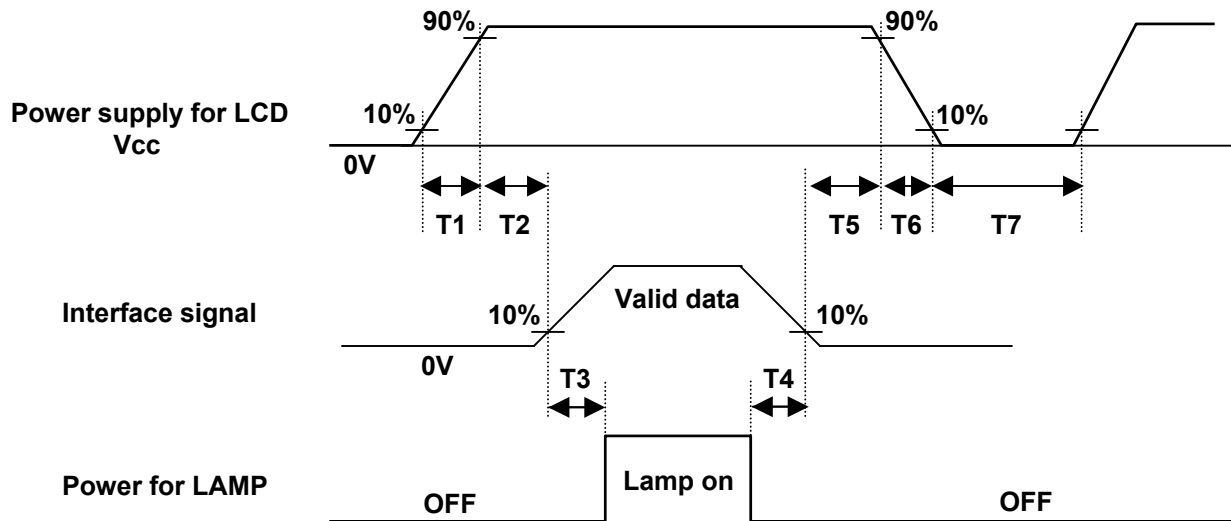 90%
90%
Power supply for LCD
Vcc
10%
10%
0V
T1
T2
T5
T6
T7
Interface signal
Valid data
10%
10%
0V
T3
T4
Power for LAMP
Lamp on
OFF
OFF